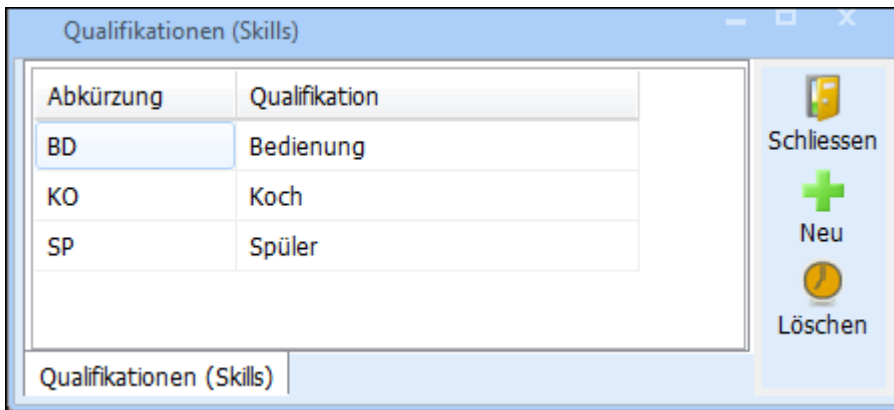 Qualifikationen (Skills)
Abkürzung Qualifikation
BD Bedienung
KO Koch
SP Spüler
Schliessen
Neu
Löschen
Qualifikationen (Skills)